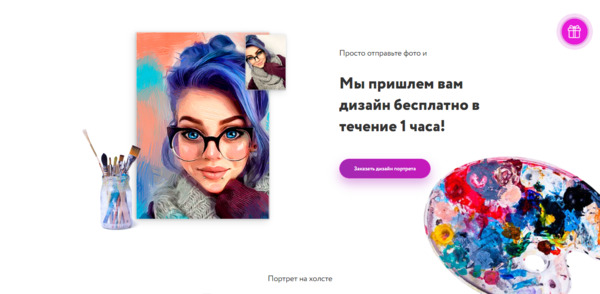 Просто отправьте фото и
Мы пришлем вам
дизайн бесплатно в
течение 1 часа!
Заказать дизайн портрета
Портрет на холсте